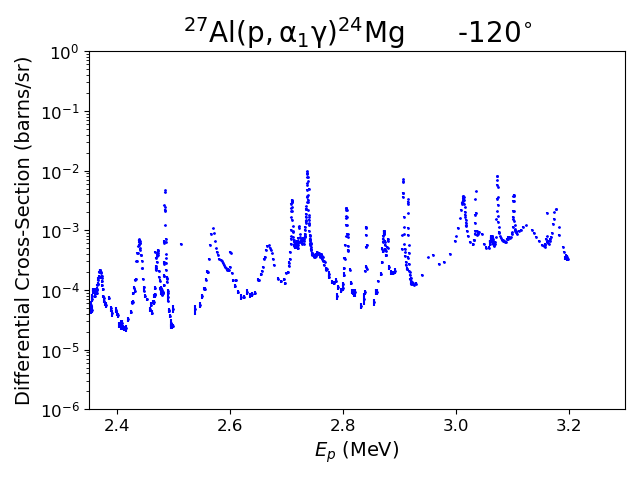 ²⁷Al(p, α₁γ)²⁴Mg -120°
Differential Cross-Section (barns/sr)
10⁰
10⁻¹
10⁻²
10⁻³
10⁻⁴
10⁻⁵
10⁻⁶
2.4 2.6 2.8 3.0 3.2
Eₚ (MeV)